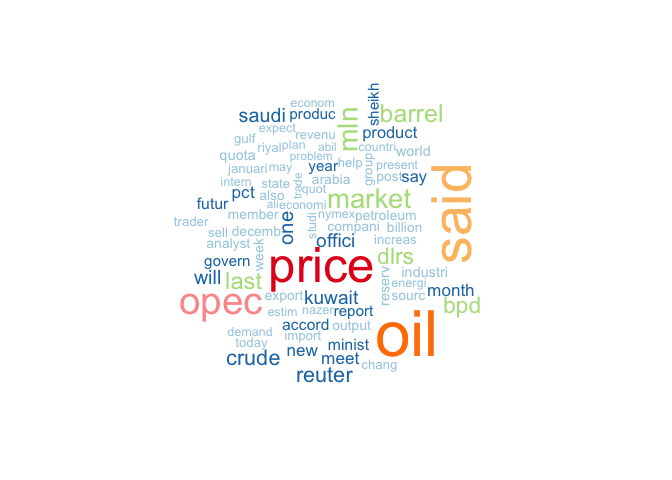 sheikh
econom
saudi produc mln barrel
expect revenu product
gulf riyal plan abil countri world
quota problem
januari may year help group present
intern state arabia post say
pct also trade quot
futur alli economi market said
member one studi nymex petroleum
trader sell decemb compani billion
analyst week offici increas
govern price dlrs
will last reserv industri
energi
opec export kuwait sourc month
estim nazer report bpd
accord output oil
demand import
today new minist
crude meet chang
reuter